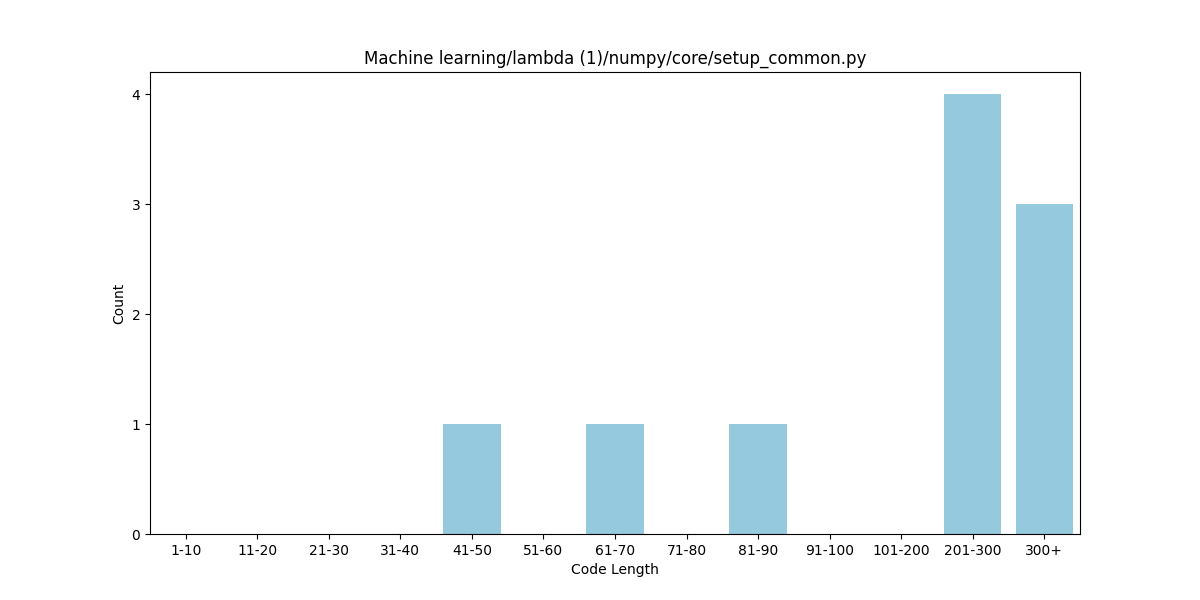 Machine learning/lambda (1)/numpy/core/setup_common.py
4
3
2
1
0
Count
1-10 11-20 21-30 31-40 41-50 51-60 61-70 71-80 81-90 91-100 101-200 201-300 300+
Code Length